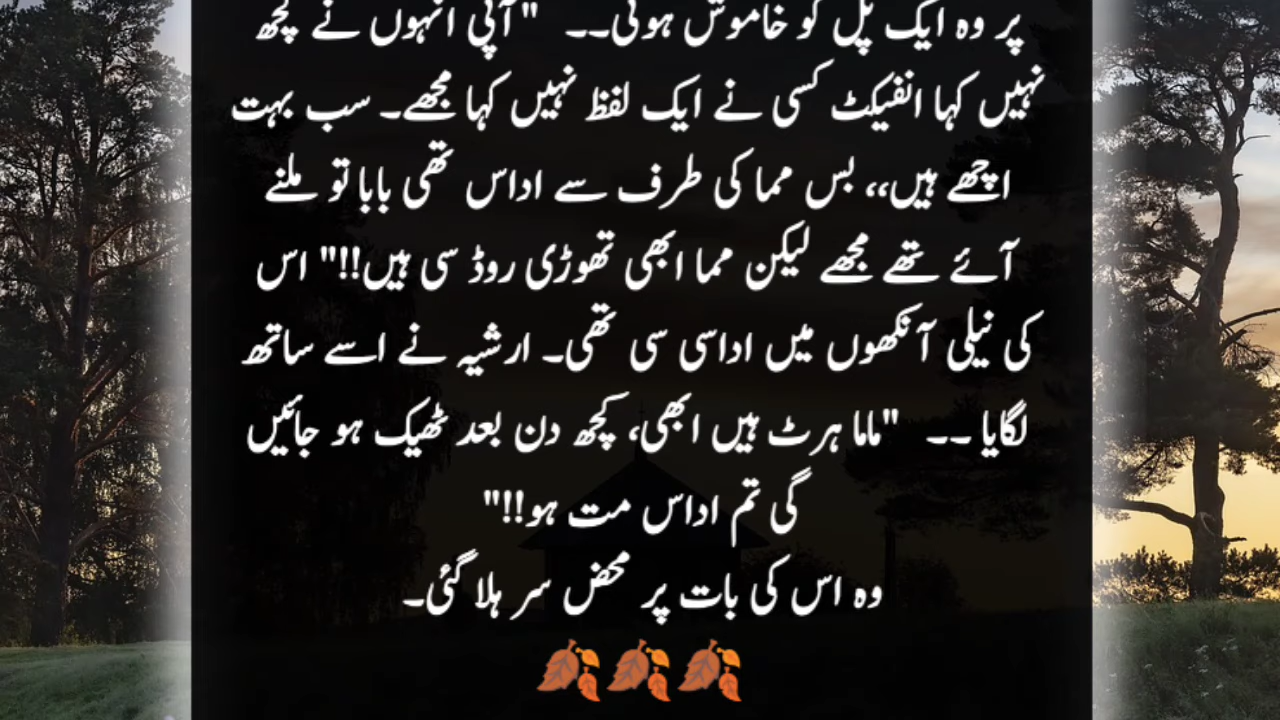 پر وہ ایک پل کو خاموش ہوئی۔۔ "آپی انہوں نے کچھ
نہیں کہا انفیکٹ کسی نے ایک لفظ نہیں کہا مجھے۔ سب بہت
اچھے ہیں،، بس مما کی طرف سے اداس تھی بابا تو ملنے
آئے تھے مجھے لیکن مما ابھی تھوڑی روڈ سی ہیں!!" اس
کی نیلی آنکھوں میں اداسی سی تھی۔ ارشیہ نے اسے ساتھ
لگایا ۔۔ "ماما ہرٹ ہیں ابھی، کچھ دن بعد ٹھیک ہو جائیں
گی تم اداس مت ہو!!"
وہ اس کی بات پر محض سر ہلا گئی۔